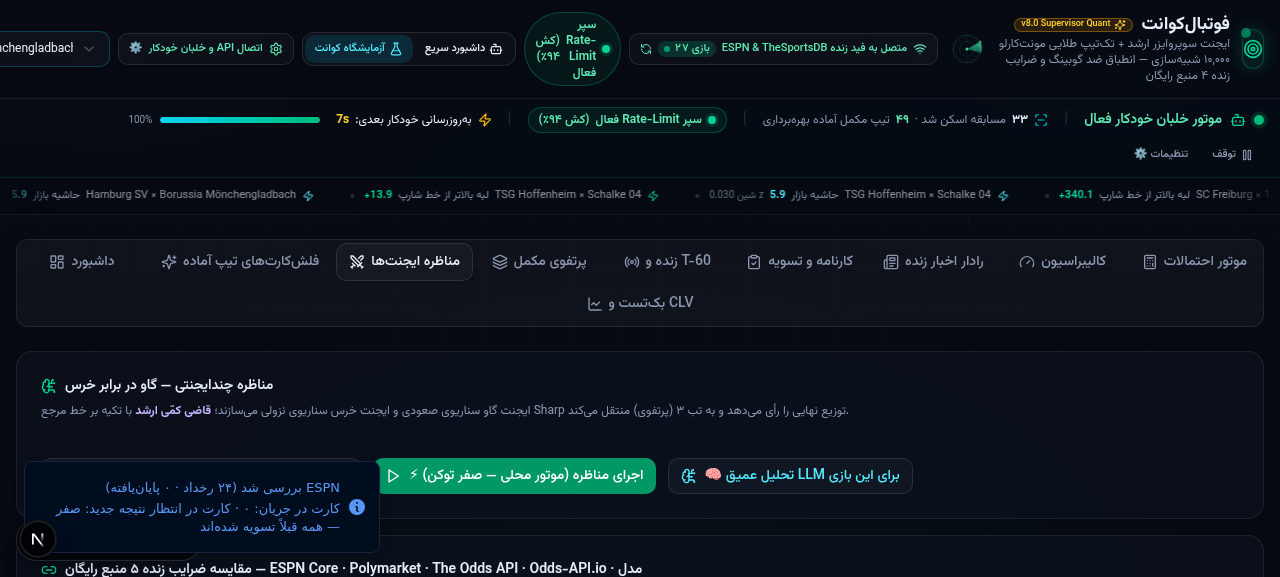 فوتبال‌کوانت
v8.0 Supervisor Quant
ایجنت سوپروایزر ارشد + تک‌تیپ طلایی مونت‌کارلو
۱۰,۰۰۰ شبیه‌سازی — انطباق ضد گوبینگ و ضرایب
زنده ۴ منبع رایگان
متصل به فید زنده ESPN & TheSportsDB
۲۷ بازی
سپر
Rate-
Limit
فعال
(کش
۹۴٪)
داشبورد سریع
آزمایشگاه کوانت
اتصال API و خلبان خودکار ⚙️
nchengladbach
موتور خلبان خودکار فعال
۳۳ مسابقه اسکن شد · ۴۹ تیپ مکمل آماده بهره‌برداری
سپر Rate-Limit فعال (کش ۹۴٪)
به‌روزرسانی خودکار بعدی: 7s
100%
توقف
تنظیمات ⚙️
SC Freiburg × لبه بالاتر از خط شارپ +340.1
TSG Hoffenheim × Schalke 04 حاشیه بازار 5.9 شین z 0.030
TSG Hoffenheim × Schalke 04 لبه بالاتر از خط شارپ +13.9
Hamburg SV × Borussia Mönchengladbach حاشیه بازار 5.9
موتور احتمالات
کالیبراسیون
رادار اخبار زنده
کارنامه و تسویه
زنده و T-60
پرتفوی مکمل
مناظره ایجنت‌ها
فلش‌کارت‌های تیپ آماده
داشبورد
بک‌تست و CLV
مناظره چندایجنتی — گاو در برابر خرس
ایجنت گاو سناریوی صعودی و ایجنت خرس سناریوی نزولی می‌سازند؛ قاضی کمّی ارشد با تکیه بر خط مرجع Sharp توزیع نهایی را رأی می‌دهد و به تب ۳ (پرتفوی) منتقل می‌کند.
تحلیل عمیق LLM برای این بازی 🧠
اجرای مناظره (موتور محلی — صفر توکن) ⚡
ESPN بررسی شد (۲۴ رخداد · ۰ پایان‌یافته)
کارت در جریان: ۰ · کارت در انتظار نتیجه جدید: صفر
— همه قبلاً تسویه شده‌اند
N
مقایسه ضرایب زنده ۵ منبع رایگان — ESPN Core · Polymarket · The Odds API · Odds-API.io · مدل